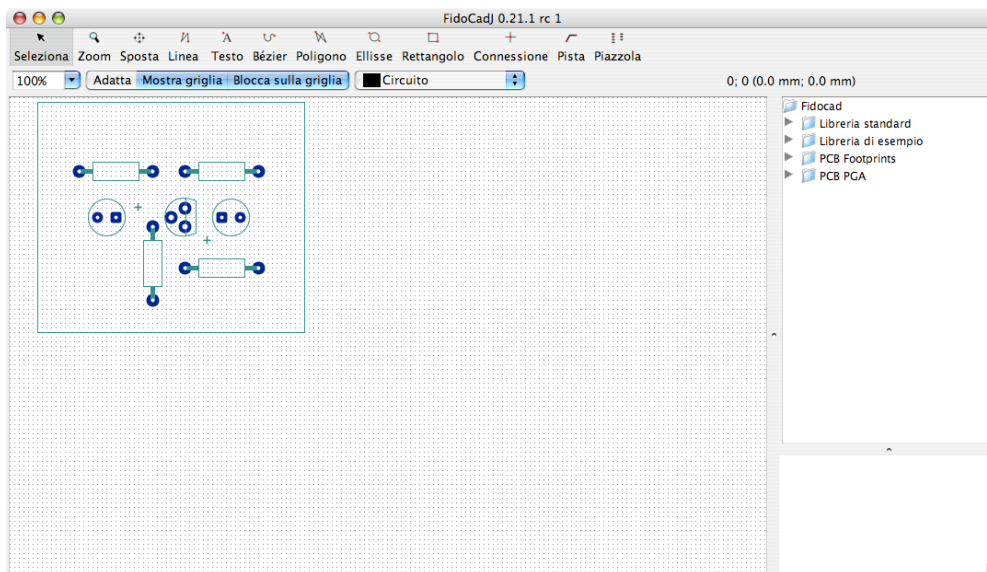 FidoCadJ 0.21.1 rc 1
Seleziona Zoom Sposta Linea Testo Bézier Poligono Ellisse Rettangolo Connessione Pista Piazzola
100% Adatta Mostra griglia Blocca sulla griglia Circuito 0; 0 (0.0 mm; 0.0 mm)
Fidocad
Libreria standard
Libreria di esempio
PCB Footprints
PCB PGA